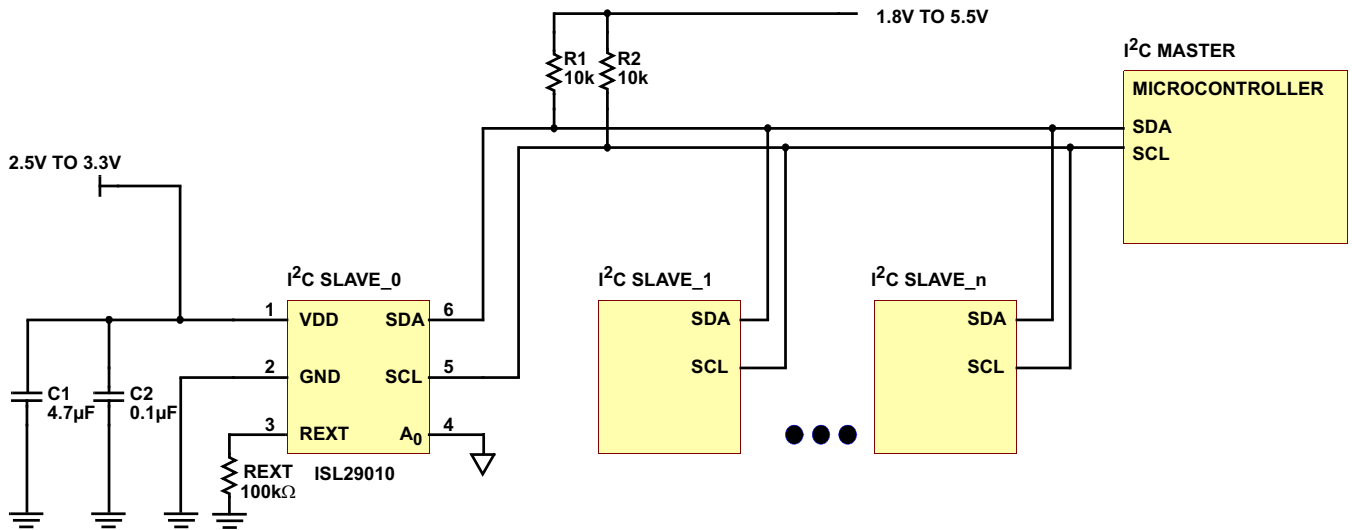 1.8V TO 5.5V
R1
10k
R2
10k
I²C MASTER
MICROCONTROLLER
SDA
SCL
2.5V TO 3.3V
I²C SLAVE_0
1
VDD
SDA
6
2
GND
SCL
5
3
REXT
A₀
4
C1
4.7µF
C2
0.1µF
REXT
100kΩ
ISL29010
I²C SLAVE_1
SDA
SCL
I²C SLAVE_n
SDA
SCL